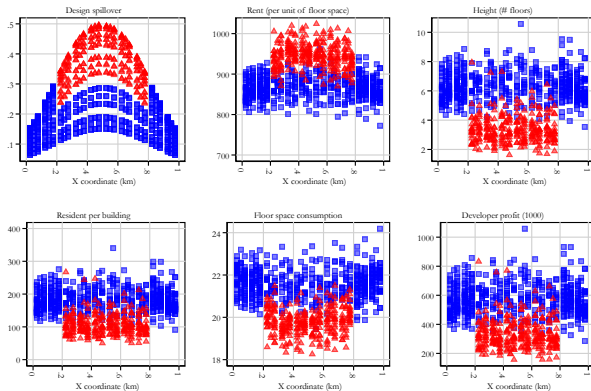 Design spillover
.5
.4
.3
.2
.1
0 .2 .4 .6 .8 1
X coordinate (km)
Rent (per unit of floor space)
1000
900
800
700
0 .2 .4 .6 .8 1
X coordinate (km)
Height (# floors)
10
8
6
4
2
0 .2 .4 .6 .8 1
X coordinate (km)
Resident per building
400
300
200
100
0
0 .2 .4 .6 .8 1
X coordinate (km)
Floor space consumption
24
22
20
18
0 .2 .4 .6 .8 1
X coordinate (km)
Developer profit (1000)
1000
800
600
400
200
0 .2 .4 .6 .8 1
X coordinate (km)